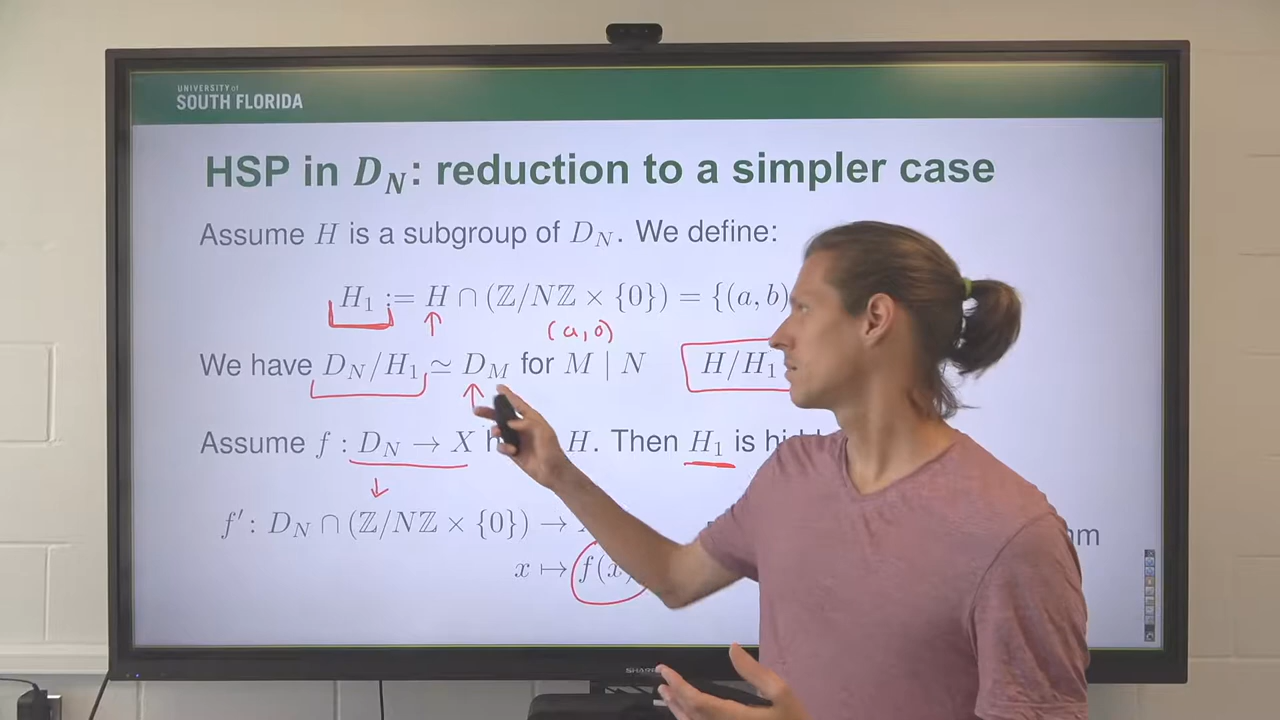 UNIVERSITY of
SOUTH FLORIDA
HSP in D_N: reduction to a simpler case
Assume H is a subgroup of D_N. We define:
H_1 := H ∩ (ℤ/Nℤ × {0}) = {(a, b)
(a, 0)
We have D_N/H_1 ≃ D_M for M | N H/H_1
Assume f : D_N → X H. Then H_1 is
f′ : D_N ∩ (ℤ/Nℤ × {0}) →
x ↦ f(x)
SHARP